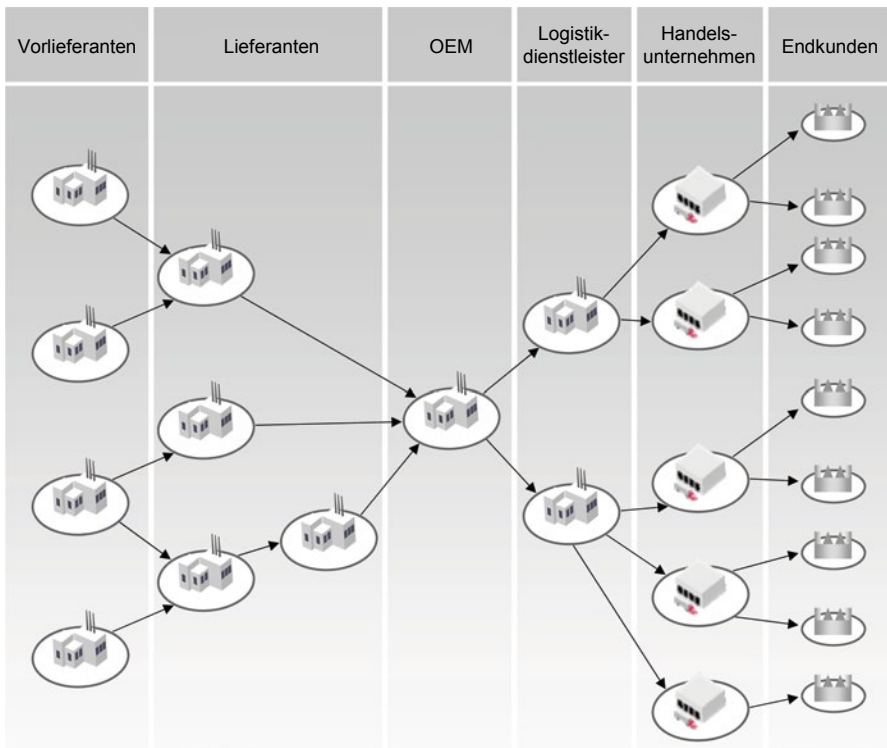 Vorlieferanten
Lieferanten
OEM
Logistik-
dienstleister
Handels-
unternehmen
Endkunden